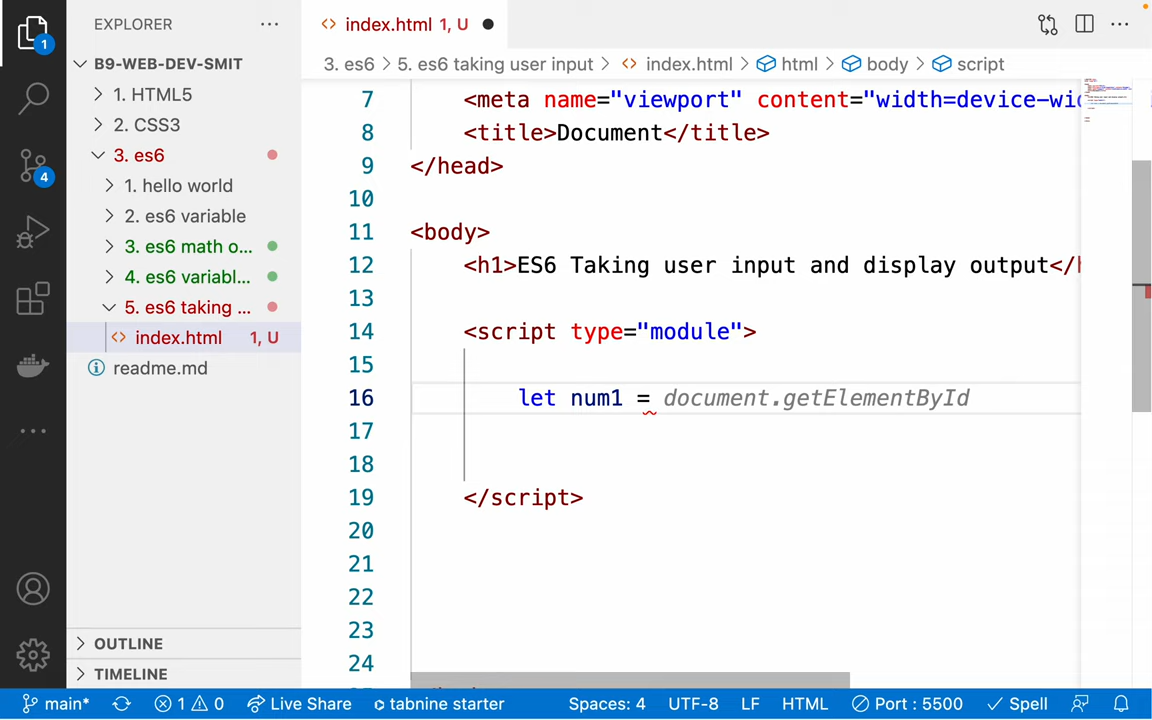 EXPLORER
B9-WEB-DEV-SMIT
1. HTML5
2. CSS3
3. es6
1. hello world
2. es6 variable
3. es6 math o...
4. es6 variabl...
5. es6 taking ...
index.html 1, U
readme.md
OUTLINE
TIMELINE
1
4
index.html 1, U
3. es6 > 5. es6 taking user input > index.html > html > body > script
7 <meta name="viewport" content="width=device-wi
8 <title>Document</title>
9 </head>
10
11 <body>
12 <h1>ES6 Taking user input and display output</h
13
14 <script type="module">
15
16 let num1 = document.getElementById
17
18
19 </script>
20
21
22
23
24
main* 1 0 Live Share tabnine starter Spaces: 4 UTF-8 LF HTML Port : 5500 Spell